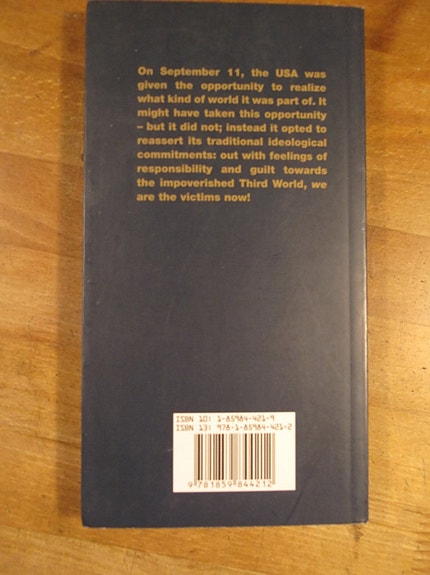 On September 11, the USA was
given the opportunity to realize
what kind of world it was part of. It
might have taken this opportunity
– but it did not; instead it opted to
reassert its traditional ideological
commitments: out with feelings of
responsibility and guilt towards
the impoverished Third World, we
are the victims now!
ISBN 10: 1-85984-421-9
ISBN 13: 978-1-85984-421-2
9 781859 844212